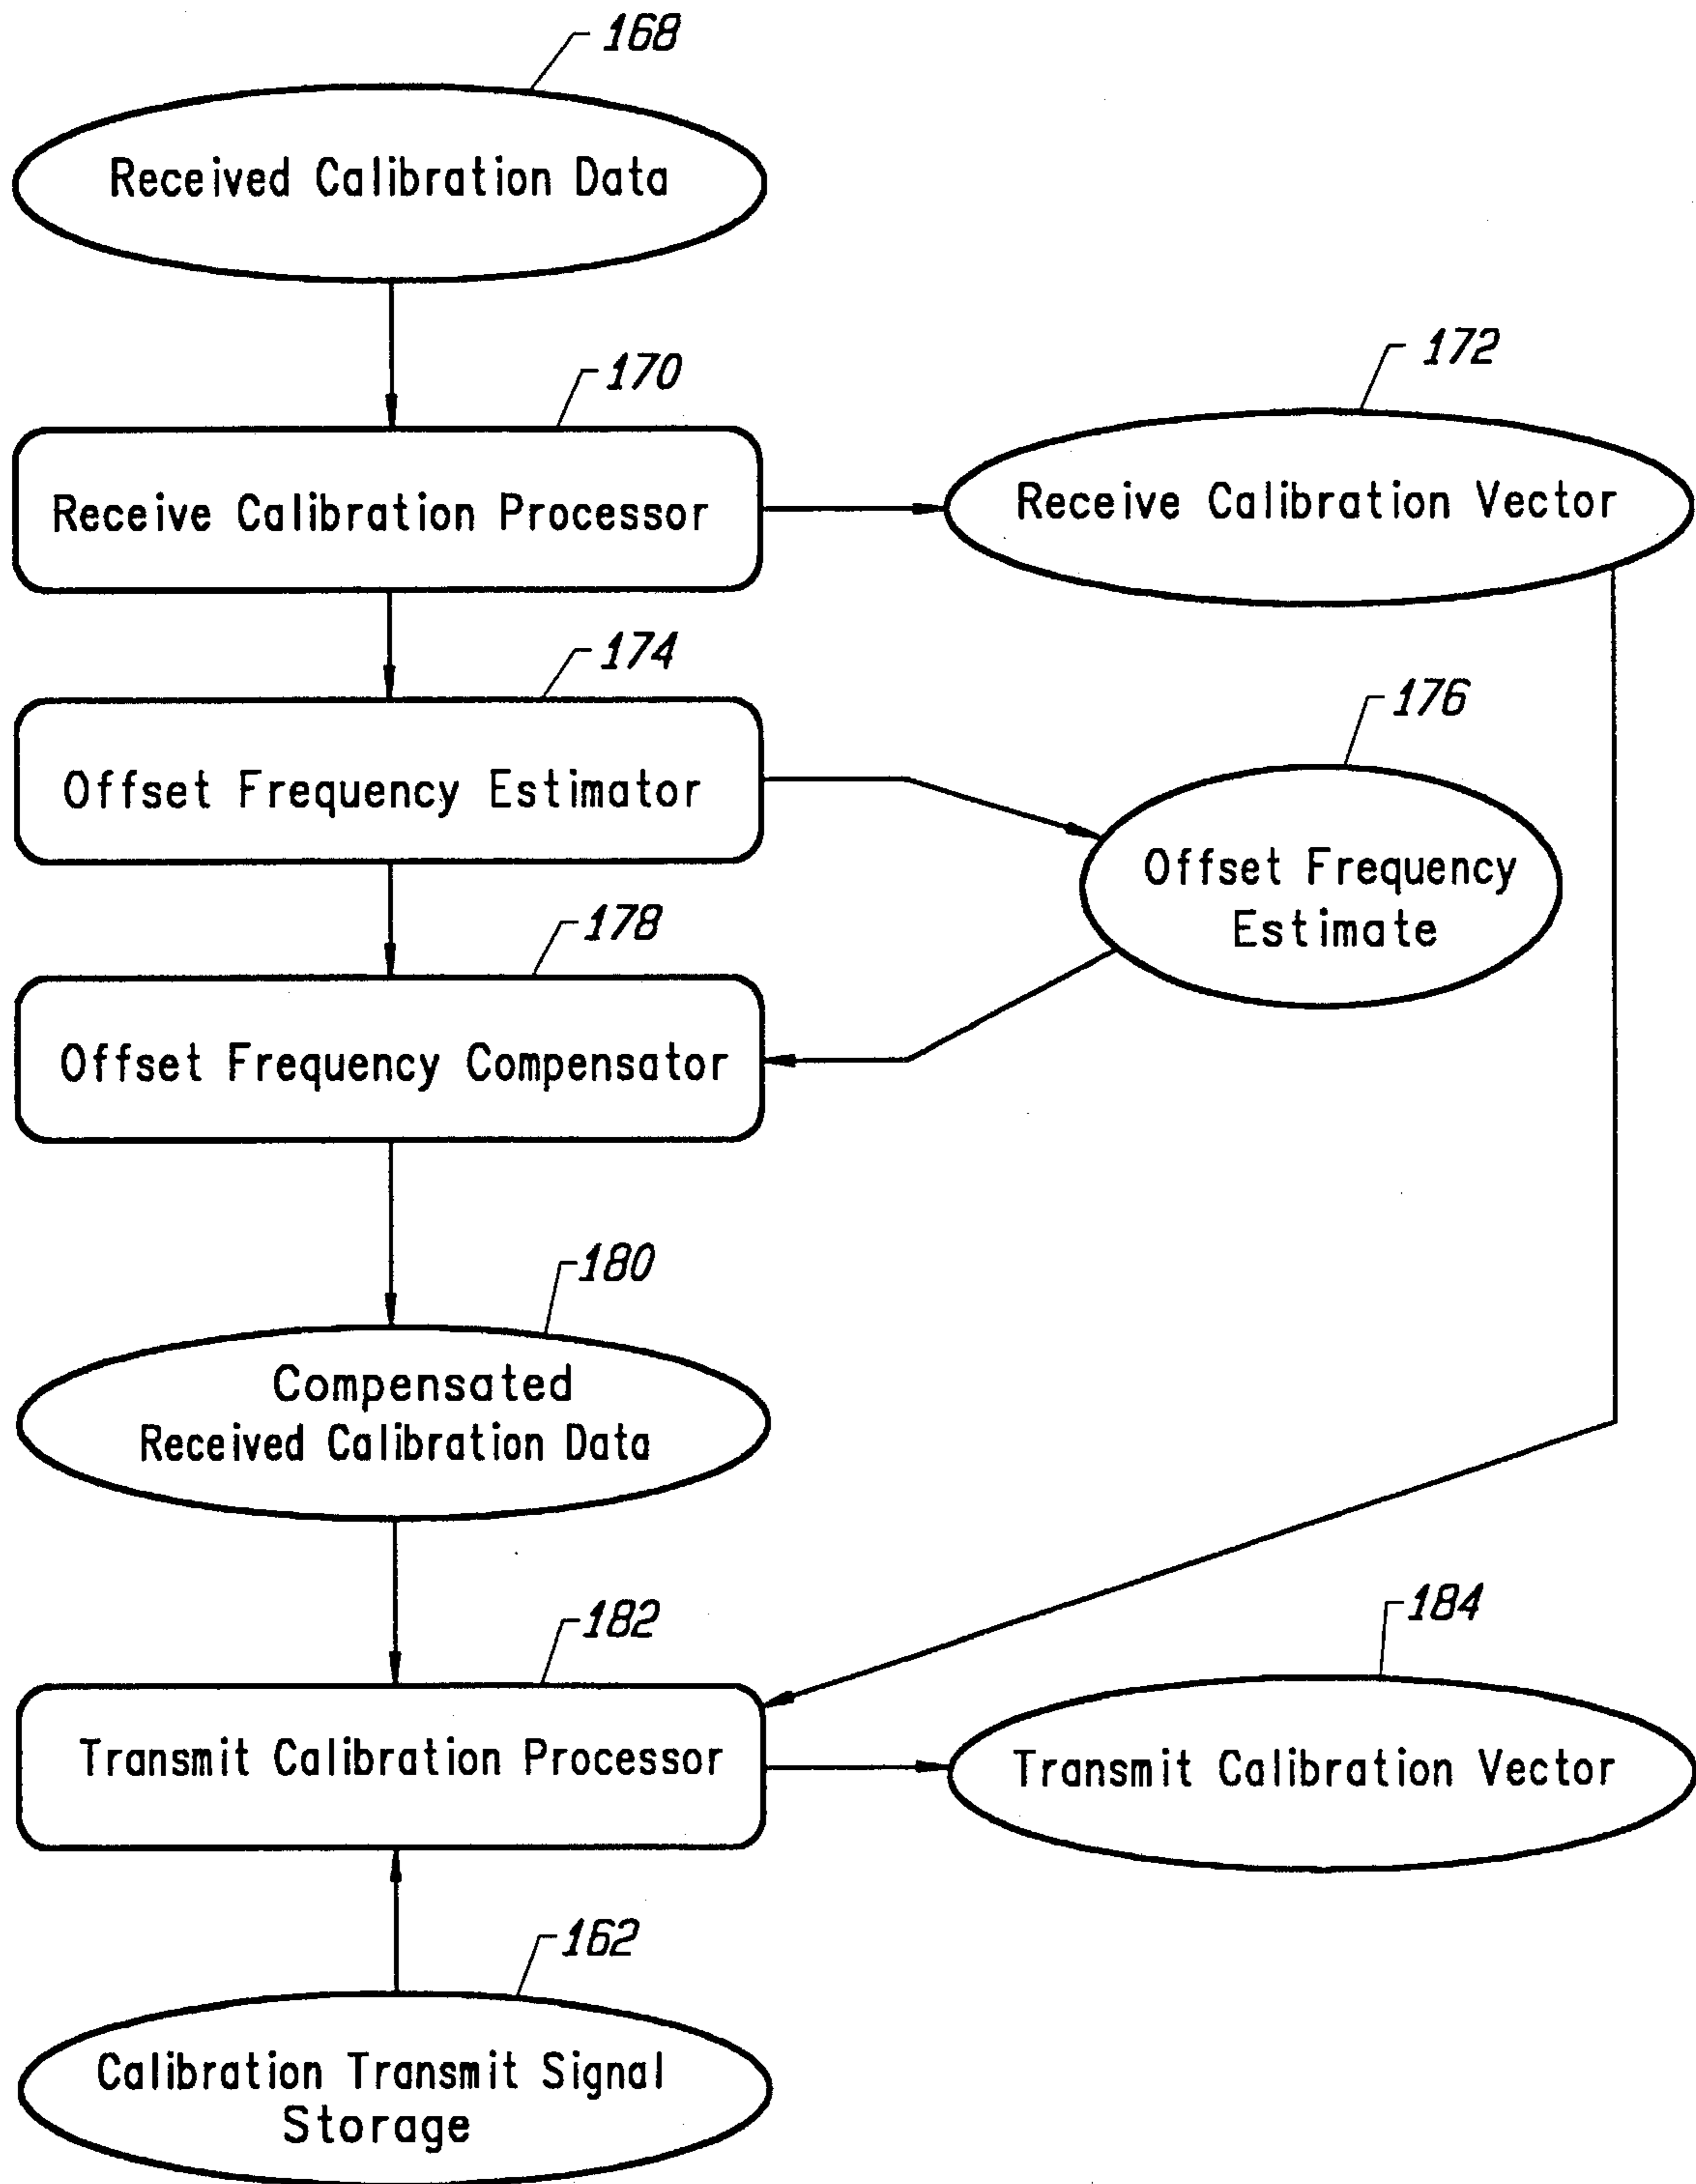 168
Received Calibration Data
170
172
Receive Calibration Processor
Receive Calibration Vector
174
176
Offset Frequency Estimator
Offset Frequency
Estimate
178
Offset Frequency Compensator
180
Compensated
Received Calibration Data
182
184
Transmit Calibration Processor
Transmit Calibration Vector
162
Calibration Transmit Signal
Storage